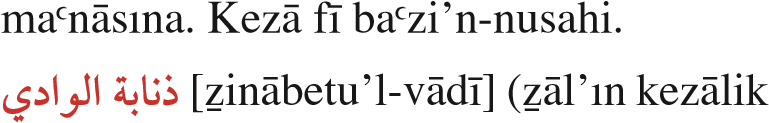 maʿnāsına. Kezā fī baʿzi’n-nusahi.
ذنابة الوادي [ẕinābetu’l-vādī] (ẕāl’ın kezālik